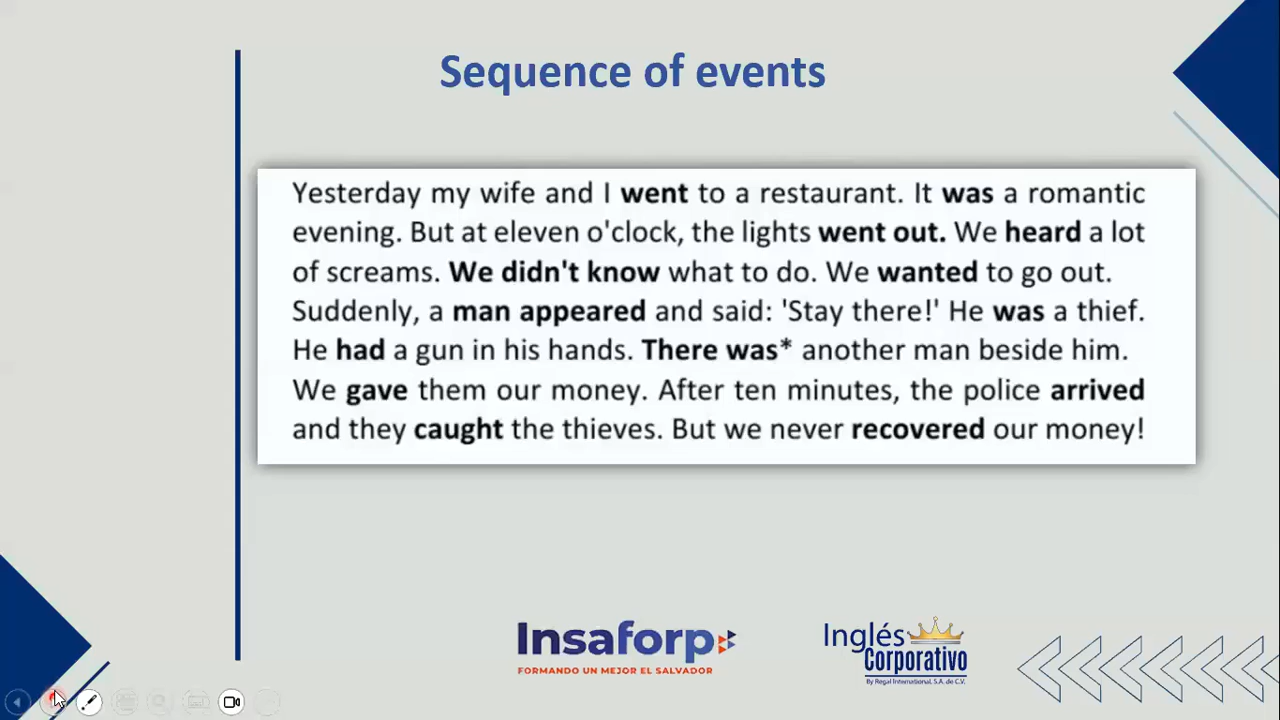 Sequence of events
Yesterday my wife and I went to a restaurant. It was a romantic
evening. But at eleven o'clock, the lights went out. We heard a lot
of screams. We didn't know what to do. We wanted to go out.
Suddenly, a man appeared and said: 'Stay there!' He was a thief.
He had a gun in his hands. There was* another man beside him.
We gave them our money. After ten minutes, the police arrived
and they caught the thieves. But we never recovered our money!
Insaforp
FORMANDO UN MEJOR EL SALVADOR
Inglés
Corporativo
By Regal International, S.A. de C.V.